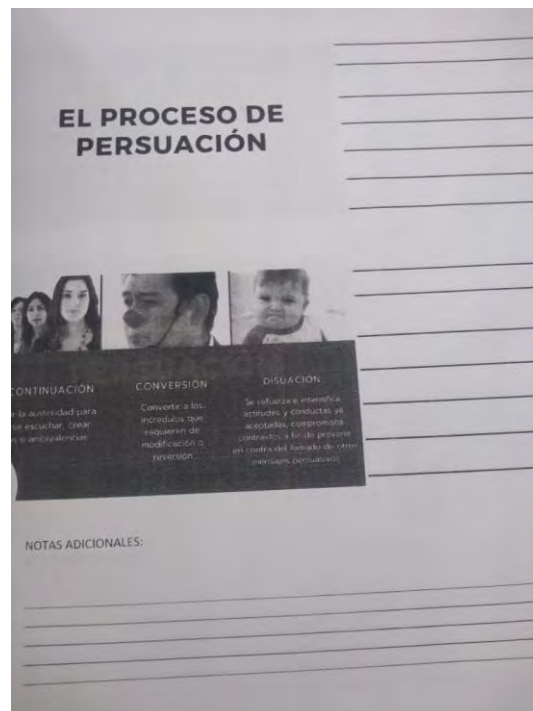 EL PROCESO DE
PERSUACIÓN
CONTINUACIÓN
la austeridad para
se escuchar, crear
s o ambivalencias
CONVERSIÓN
Convertir a los
incrédulos que
requieren de
modificación o
reversión
DISUACIÓN
Se refuerza e intensifica
actitudes y conductas ya
aceptadas, compromisos
contraídos, a fin de prevenir
en contra del llamado de otros
mensajes persuasivos
NOTAS ADICIONALES: